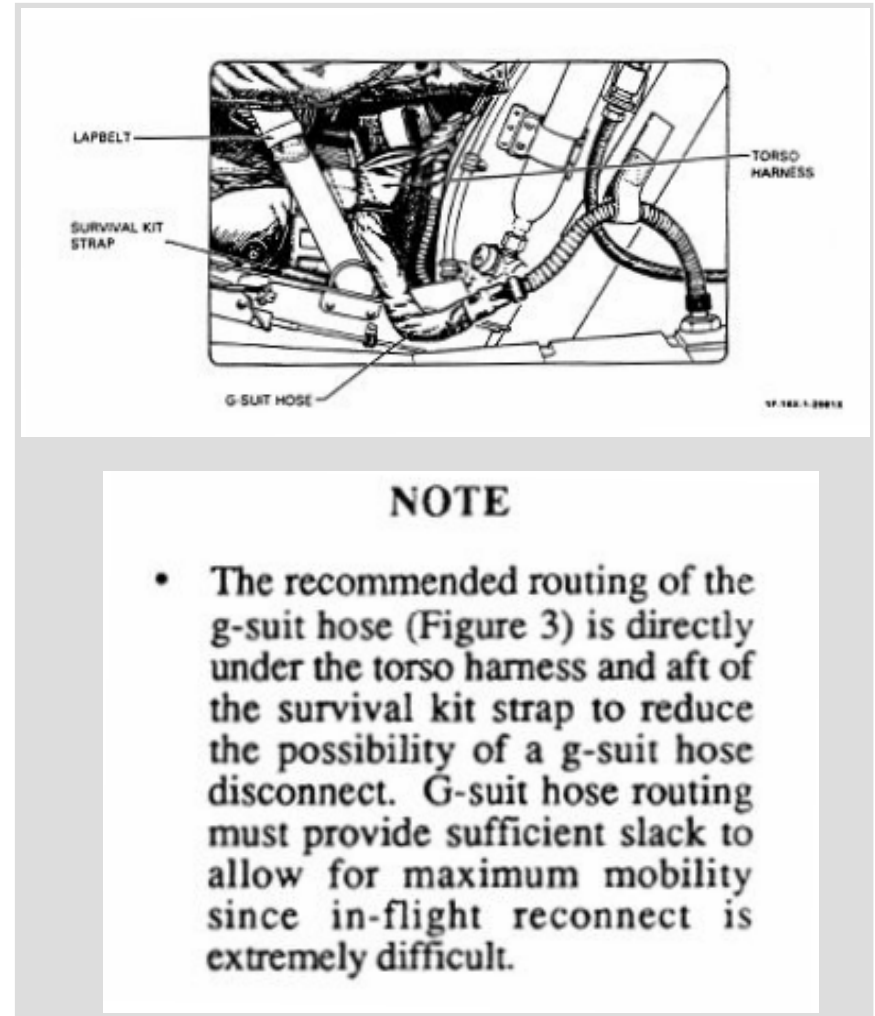 LAPBELT
TORSO
HARNESS
SURVIVAL KIT
STRAP
G-SUIT HOSE
NOTE
• The recommended routing of the
g-suit hose (Figure 3) is directly
under the torso harness and aft of
the survival kit strap to reduce
the possibility of a g-suit hose
disconnect. G-suit hose routing
must provide sufficient slack to
allow for maximum mobility
since in-flight reconnect is
extremely difficult.